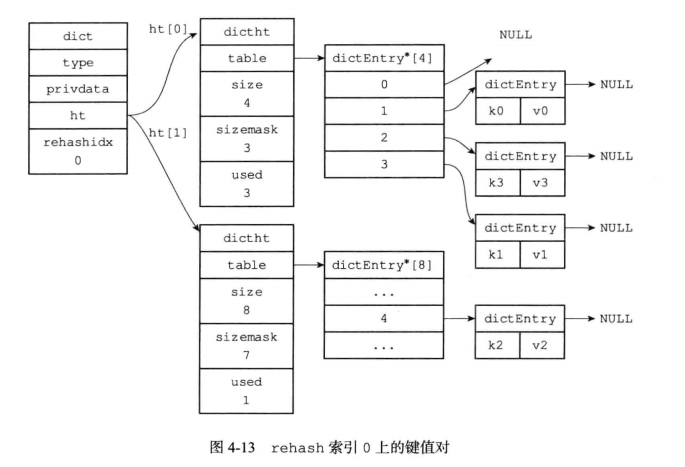 dict
type
privdata
ht
rehashidx
0
ht[0]
ht[1]
dictht
table
size
4
sizemask
3
used
3
dictEntry*[4]
0
1
2
3
NULL
dictEntry
k0 v0
NULL
dictEntry
k3 v3
NULL
dictEntry
k1 v1
NULL
dictht
table
size
8
sizemask
7
used
1
dictEntry*[8]
...
4
...
dictEntry
k2 v2
NULL
图 4-13 rehash 索引 0 上的键值对